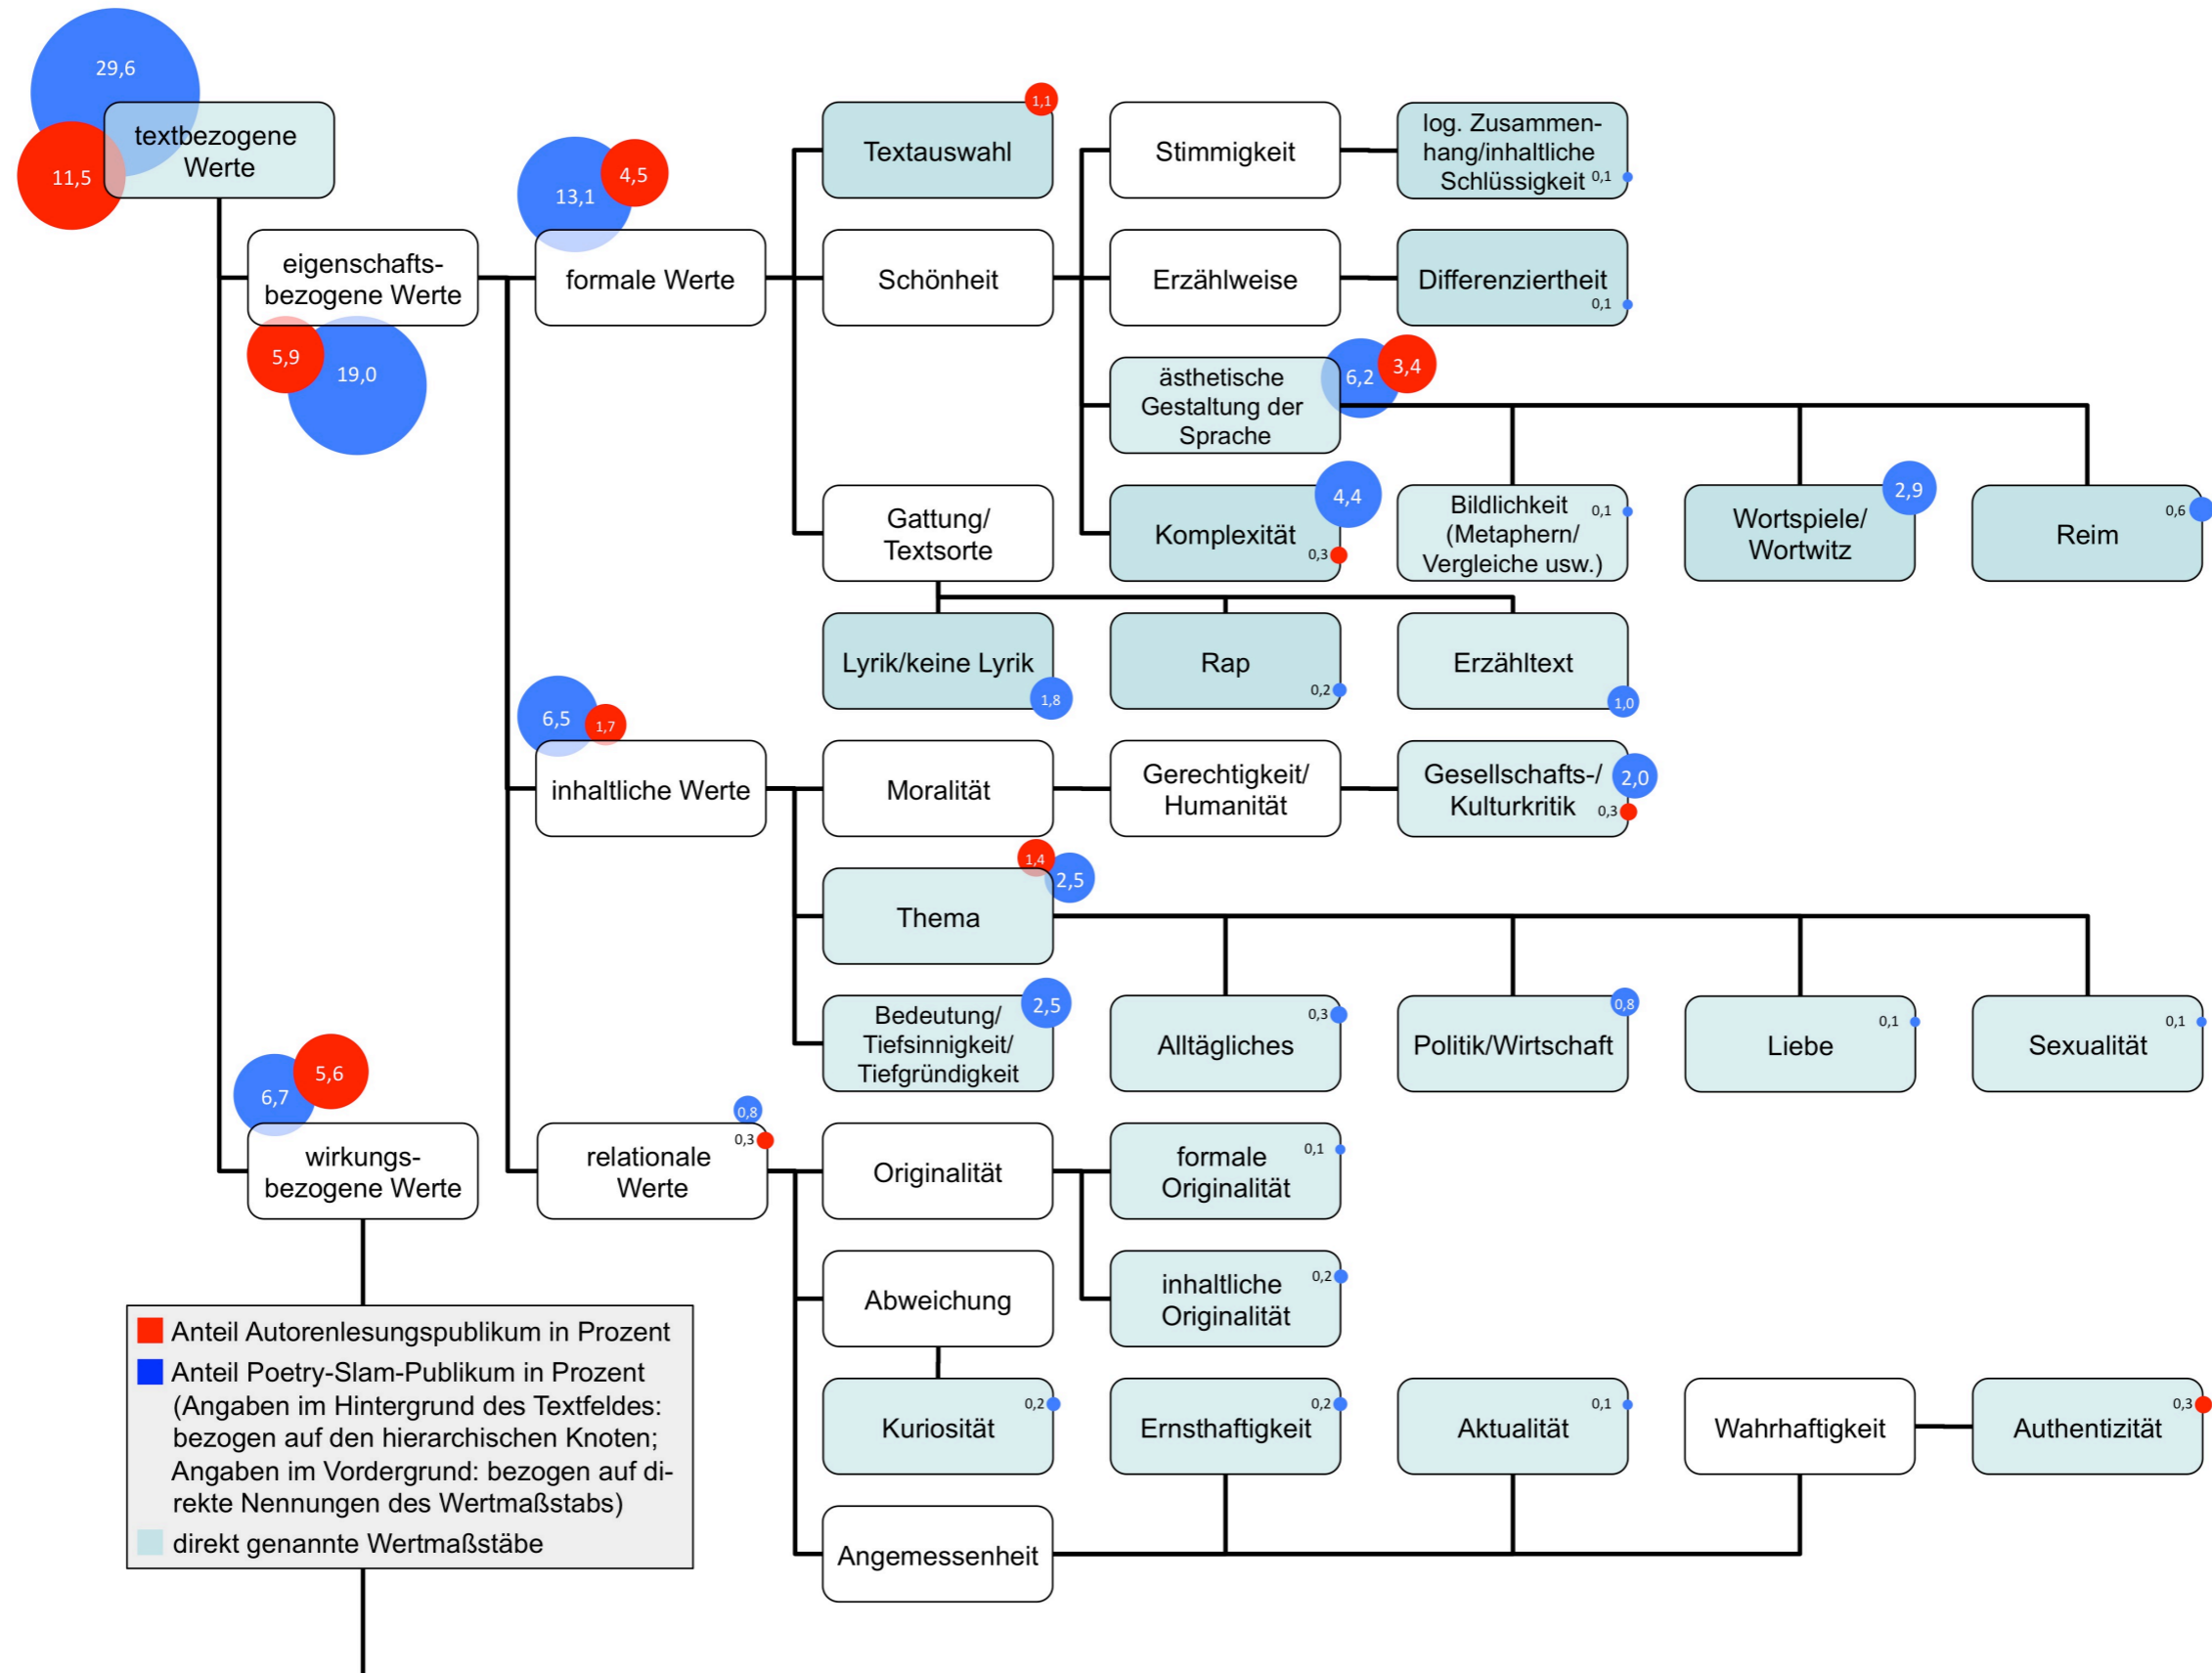 29,6
11,5
textbezogene
Werte
eigenschafts-
bezogene Werte
5,9
19,0
13,1
4,5
formale Werte
1,1
Textauswahl
Schönheit
Gattung/
Textsorte
Stimmigkeit
log. Zusammen-
hang/inhaltliche
Schlüssigkeit 0,1
Erzählweise
Differenziertheit
0,1
ästhetische
Gestaltung der
Sprache
6,2
3,4
Komplexität
4,4
0,3
Bildlichkeit 0,1
(Metaphern/
Vergleiche usw.)
2,9
Wortspiele/
Wortwitz
0,6
Reim
Lyrik/keine Lyrik
1,8
Rap
0,2
Erzähltext
1,0
6,5
1,7
inhaltliche Werte
Moralität
Gerechtigkeit/
Humanität
Gesellschafts-/
Kulturkritik
2,0
0,3
1,4
2,5
Thema
2,5
Bedeutung/
Tiefsinnigkeit/
Tiefgründigkeit
0,3
Alltägliches
0,8
Politik/Wirtschaft
0,1
Liebe
0,1
Sexualität
6,7
5,6
wirkungs-
bezogene Werte
0,8
0,3
relationale
Werte
Originalität
0,1
formale
Originalität
0,2
inhaltliche
Originalität
Abweichung
0,2
Kuriosität
0,2
Ernsthaftigkeit
0,1
Aktualität
Wahrhaftigkeit
0,3
Authentizität
Angemessenheit
Anteil Autorenlesungspublikum in Prozent
Anteil Poetry-Slam-Publikum in Prozent
(Angaben im Hintergrund des Textfeldes:
bezogen auf den hierarchischen Knoten;
Angaben im Vordergrund: bezogen auf di-
rekte Nennungen des Wertmaßstabs)
direkt genannte Wertmaßstäbe